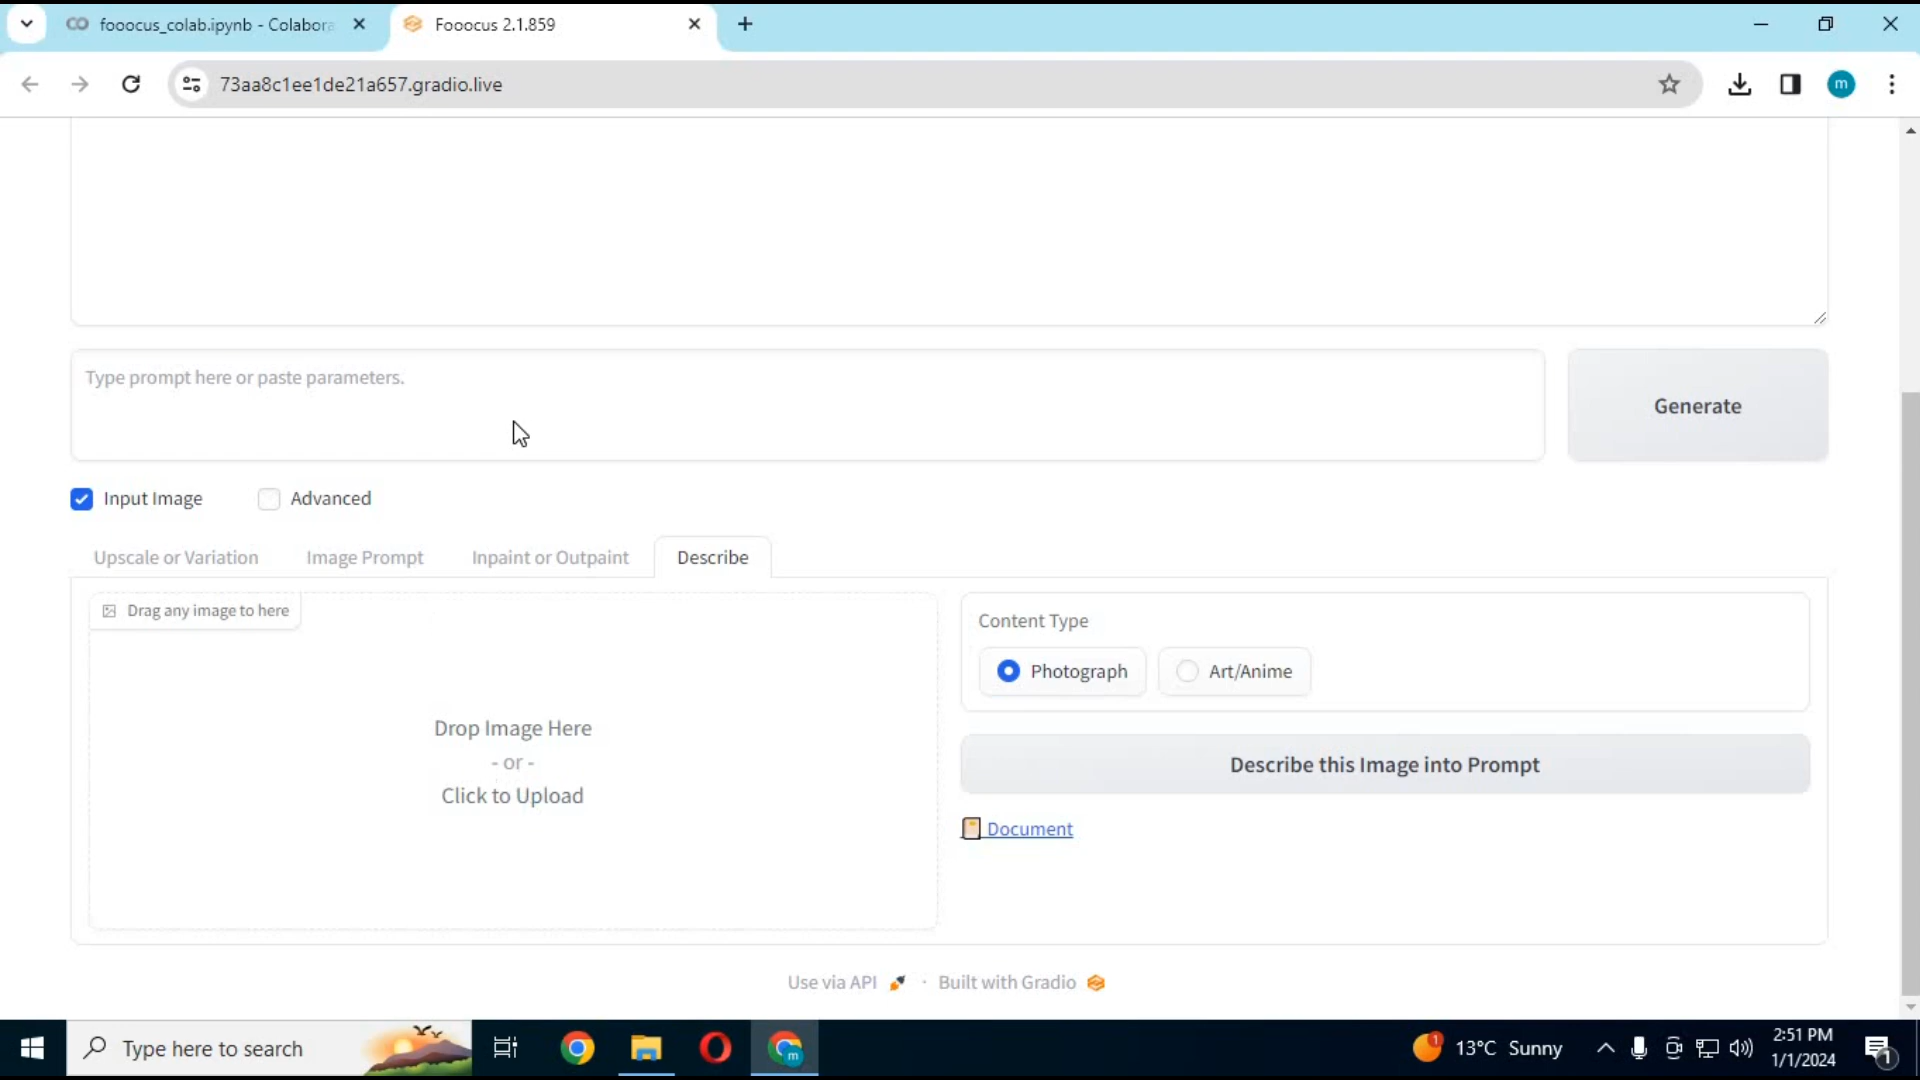 fooocus_colab.ipynb - Colabora
Fooocus 2.1.859
73aa8c1ee1de21a657.gradio.live
m
Type prompt here or paste parameters.
Generate
Input Image
Advanced
Upscale or Variation
Image Prompt
Inpaint or Outpaint
Describe
Drag any image to here
Drop Image Here
- or -
Click to Upload
Content Type
Photograph
Art/Anime
Describe this Image into Prompt
Document
Use via API
·
Built with Gradio
Type here to search
m
1
13°C Sunny
2:51 PM
1/1/2024
1